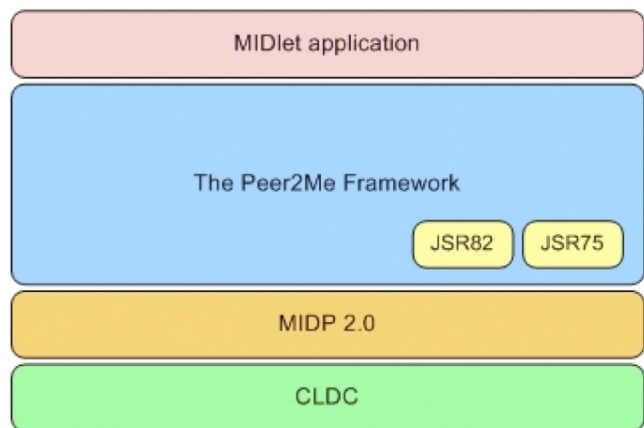 MIDlet application
The Peer2Me Framework
JSR82 JSR75
MIDP 2.0
CLDC